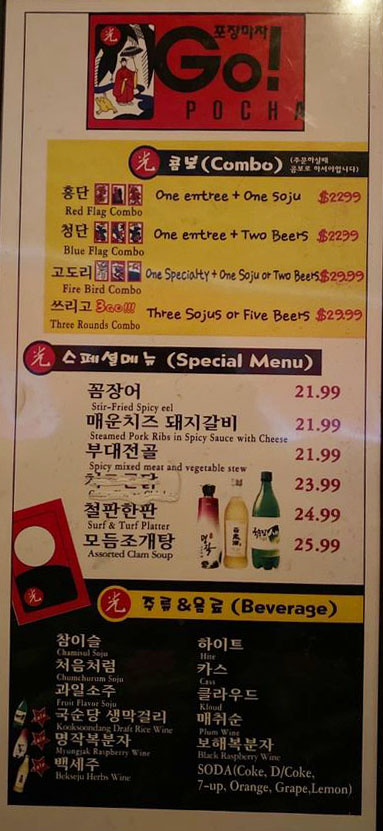 포장마차
Go!
POCHA
光 콤보 (Combo) (주문하실때
콤보로 하셔야합니다)
홍단 One entree + One Soju $22.99
Red Flag Combo
청단 One entree + Two Beers $22.99
Blue Flag Combo
고도리 One Specialty + One Soju or Two Beers $29.99
Fire Bird Combo
쓰리고 3GO!!! Three Sojus or Five Beers $29.99
Three Rounds Combo
光 스페셜메뉴 (Special Menu)
꼼장어 21.99
Stir-Fried Spicy eel
매운치즈 돼지갈비 21.99
Steamed Pork Ribs in Spicy Sauce with Cheese
부대전골 21.99
Spicy mixed meat and vegetable stew
23.99
철판한판 24.99
Surf & Turf Platter
모듬조개탕 25.99
Assorted Clam Soup
光 주류&음료 (Beverage)
참이슬
Chamisul Soju
처음처럼
Chumchurum Soju
과일소주
Fruit Flavor Soju
국순당 생막걸리
Kooksoondang Draft Rice Wine
명작복분자
Myungjak Raspberry Wine
백세주
Bekseju Herbs Wine
하이트
Hite
카스
Cass
클라우드
Kloud
매취순
Plum Wine
보해복분자
Black Raspberry Wine
SODA(Coke, D/Coke,
7-up, Orange, Grape,Lemon)